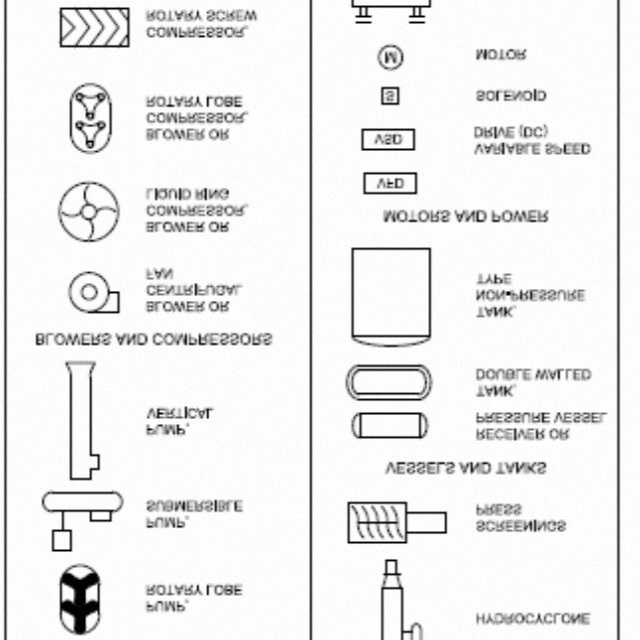 PUMP,
ROTARY LOBE
PUMP,
SUBMERSIBLE
PUMP,
VERTICAL
BLOWERS AND COMPRESSORS
BLOWER OR
CENTRIFUGAL
FAN
BLOWER OR
COMPRESSOR,
LIQUID RING
BLOWER OR
COMPRESSOR,
ROTARY LOBE
COMPRESSOR,
ROTARY SCREW
HYDROCYCLONE
SCREENINGS
PRESS
VESSELS AND TANKS
RECEIVER OR
PRESSURE VESSEL
TANK,
DOUBLE WALLED
TANK,
NON-PRESSURE
TYPE
MOTORS AND POWER
VFD
VSD
VARIABLE SPEED
DRIVE (DC)
S
SOLENOID
M
MOTOR